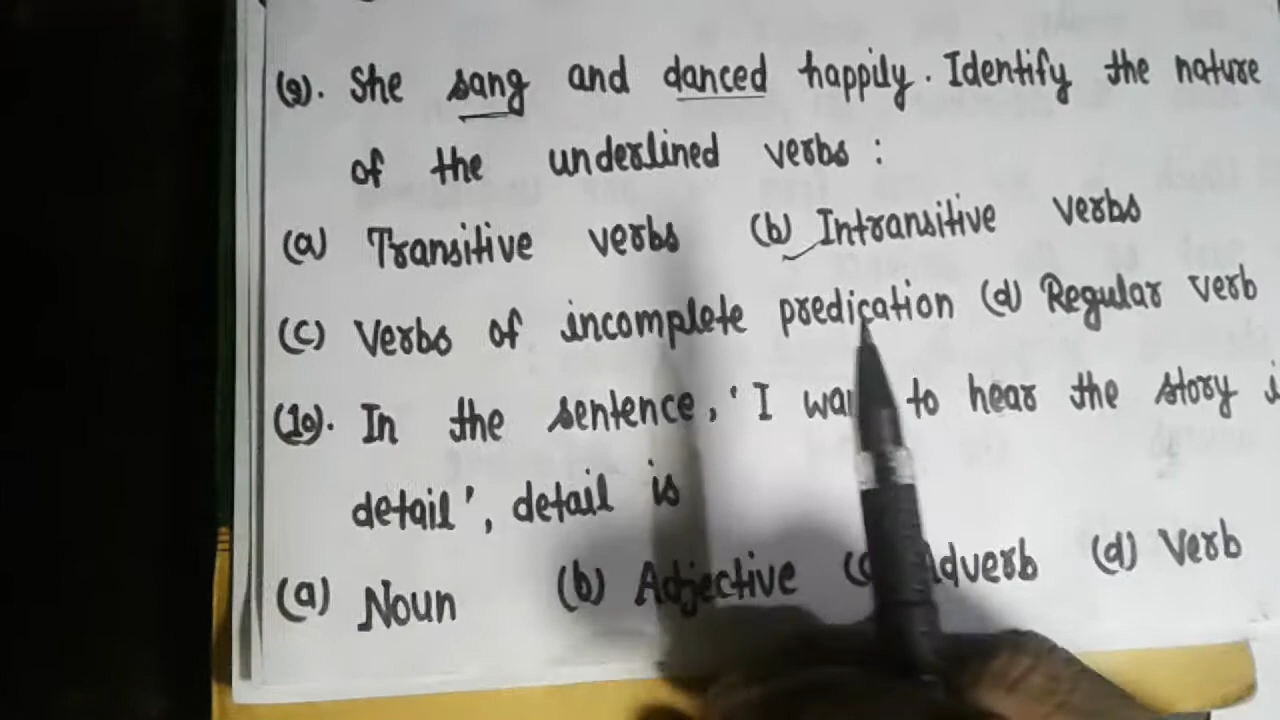 (9). She sang and danced happily. Identify the nature
of the underlined verbs :
(a) Transitive verbs (b) Intransitive verbs
(c) Verbs of incomplete predication (d) Regular verb
(10). In the sentence, 'I to hear the story
detail', detail is
(a) Noun (b) Adjective (c) Adverb (d) Verb